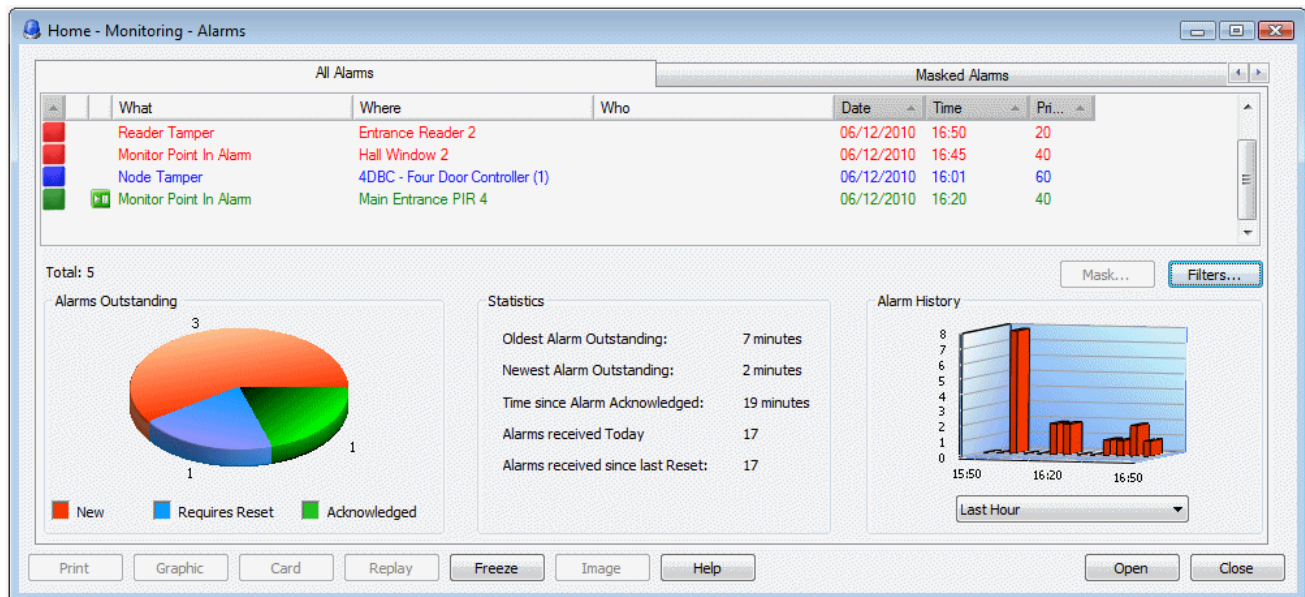 Home - Monitoring - Alarms
All Alarms Masked Alarms
What Where Who Date Time Pri...
Reader Tamper Entrance Reader 2 06/12/2010 16:50 20
Monitor Point In Alarm Hall Window 2 06/12/2010 16:45 40
Node Tamper 4DBC - Four Door Controller (1) 06/12/2010 16:01 60
Monitor Point In Alarm Main Entrance PIR 4 06/12/2010 16:20 40
Total: 5 Mask... Filters...
Alarms Outstanding
3
1
1
New Requires Reset Acknowledged
Statistics
Oldest Alarm Outstanding: 7 minutes
Newest Alarm Outstanding: 2 minutes
Time since Alarm Acknowledged: 19 minutes
Alarms received Today 17
Alarms received since last Reset: 17
Alarm History
8
7
6
5
4
3
2
1
0
15:50 16:20 16:50
Last Hour
Print Graphic Card Replay Freeze Image Help Open Close